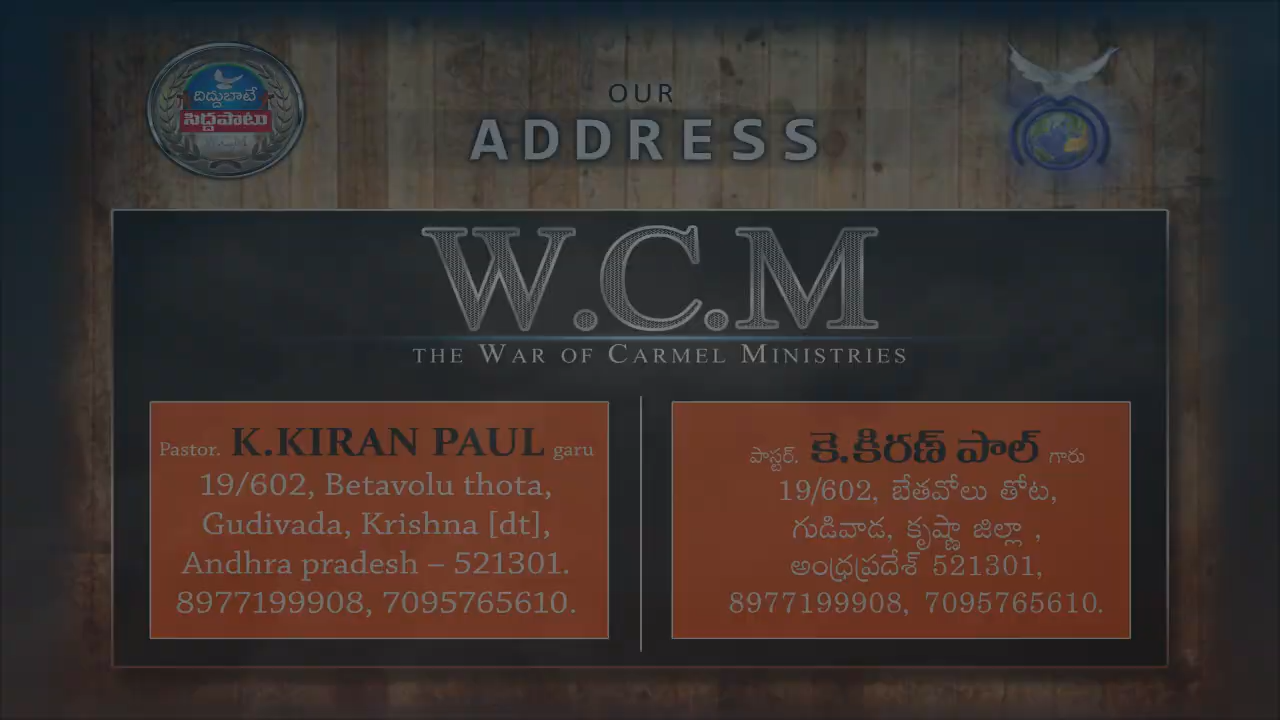 దిద్దుబాటే
సిద్దపాటు
W.C.M
OUR
ADDRESS
W.C.M
THE WAR OF CARMEL MINISTRIES
Pastor. K.KIRAN PAUL garu
19/602, Betavolu thota,
Gudivada, Krishna [dt],
Andhra pradesh – 521301.
8977199908, 7095765610.
పాస్టర్. కె.కిరణ్ పాల్ గారు
19/602, బేతవోలు తోట,
గుడివాడ, కృష్ణా జిల్లా ,
అంధ్రప్రదేశ్ 521301,
8977199908, 7095765610.